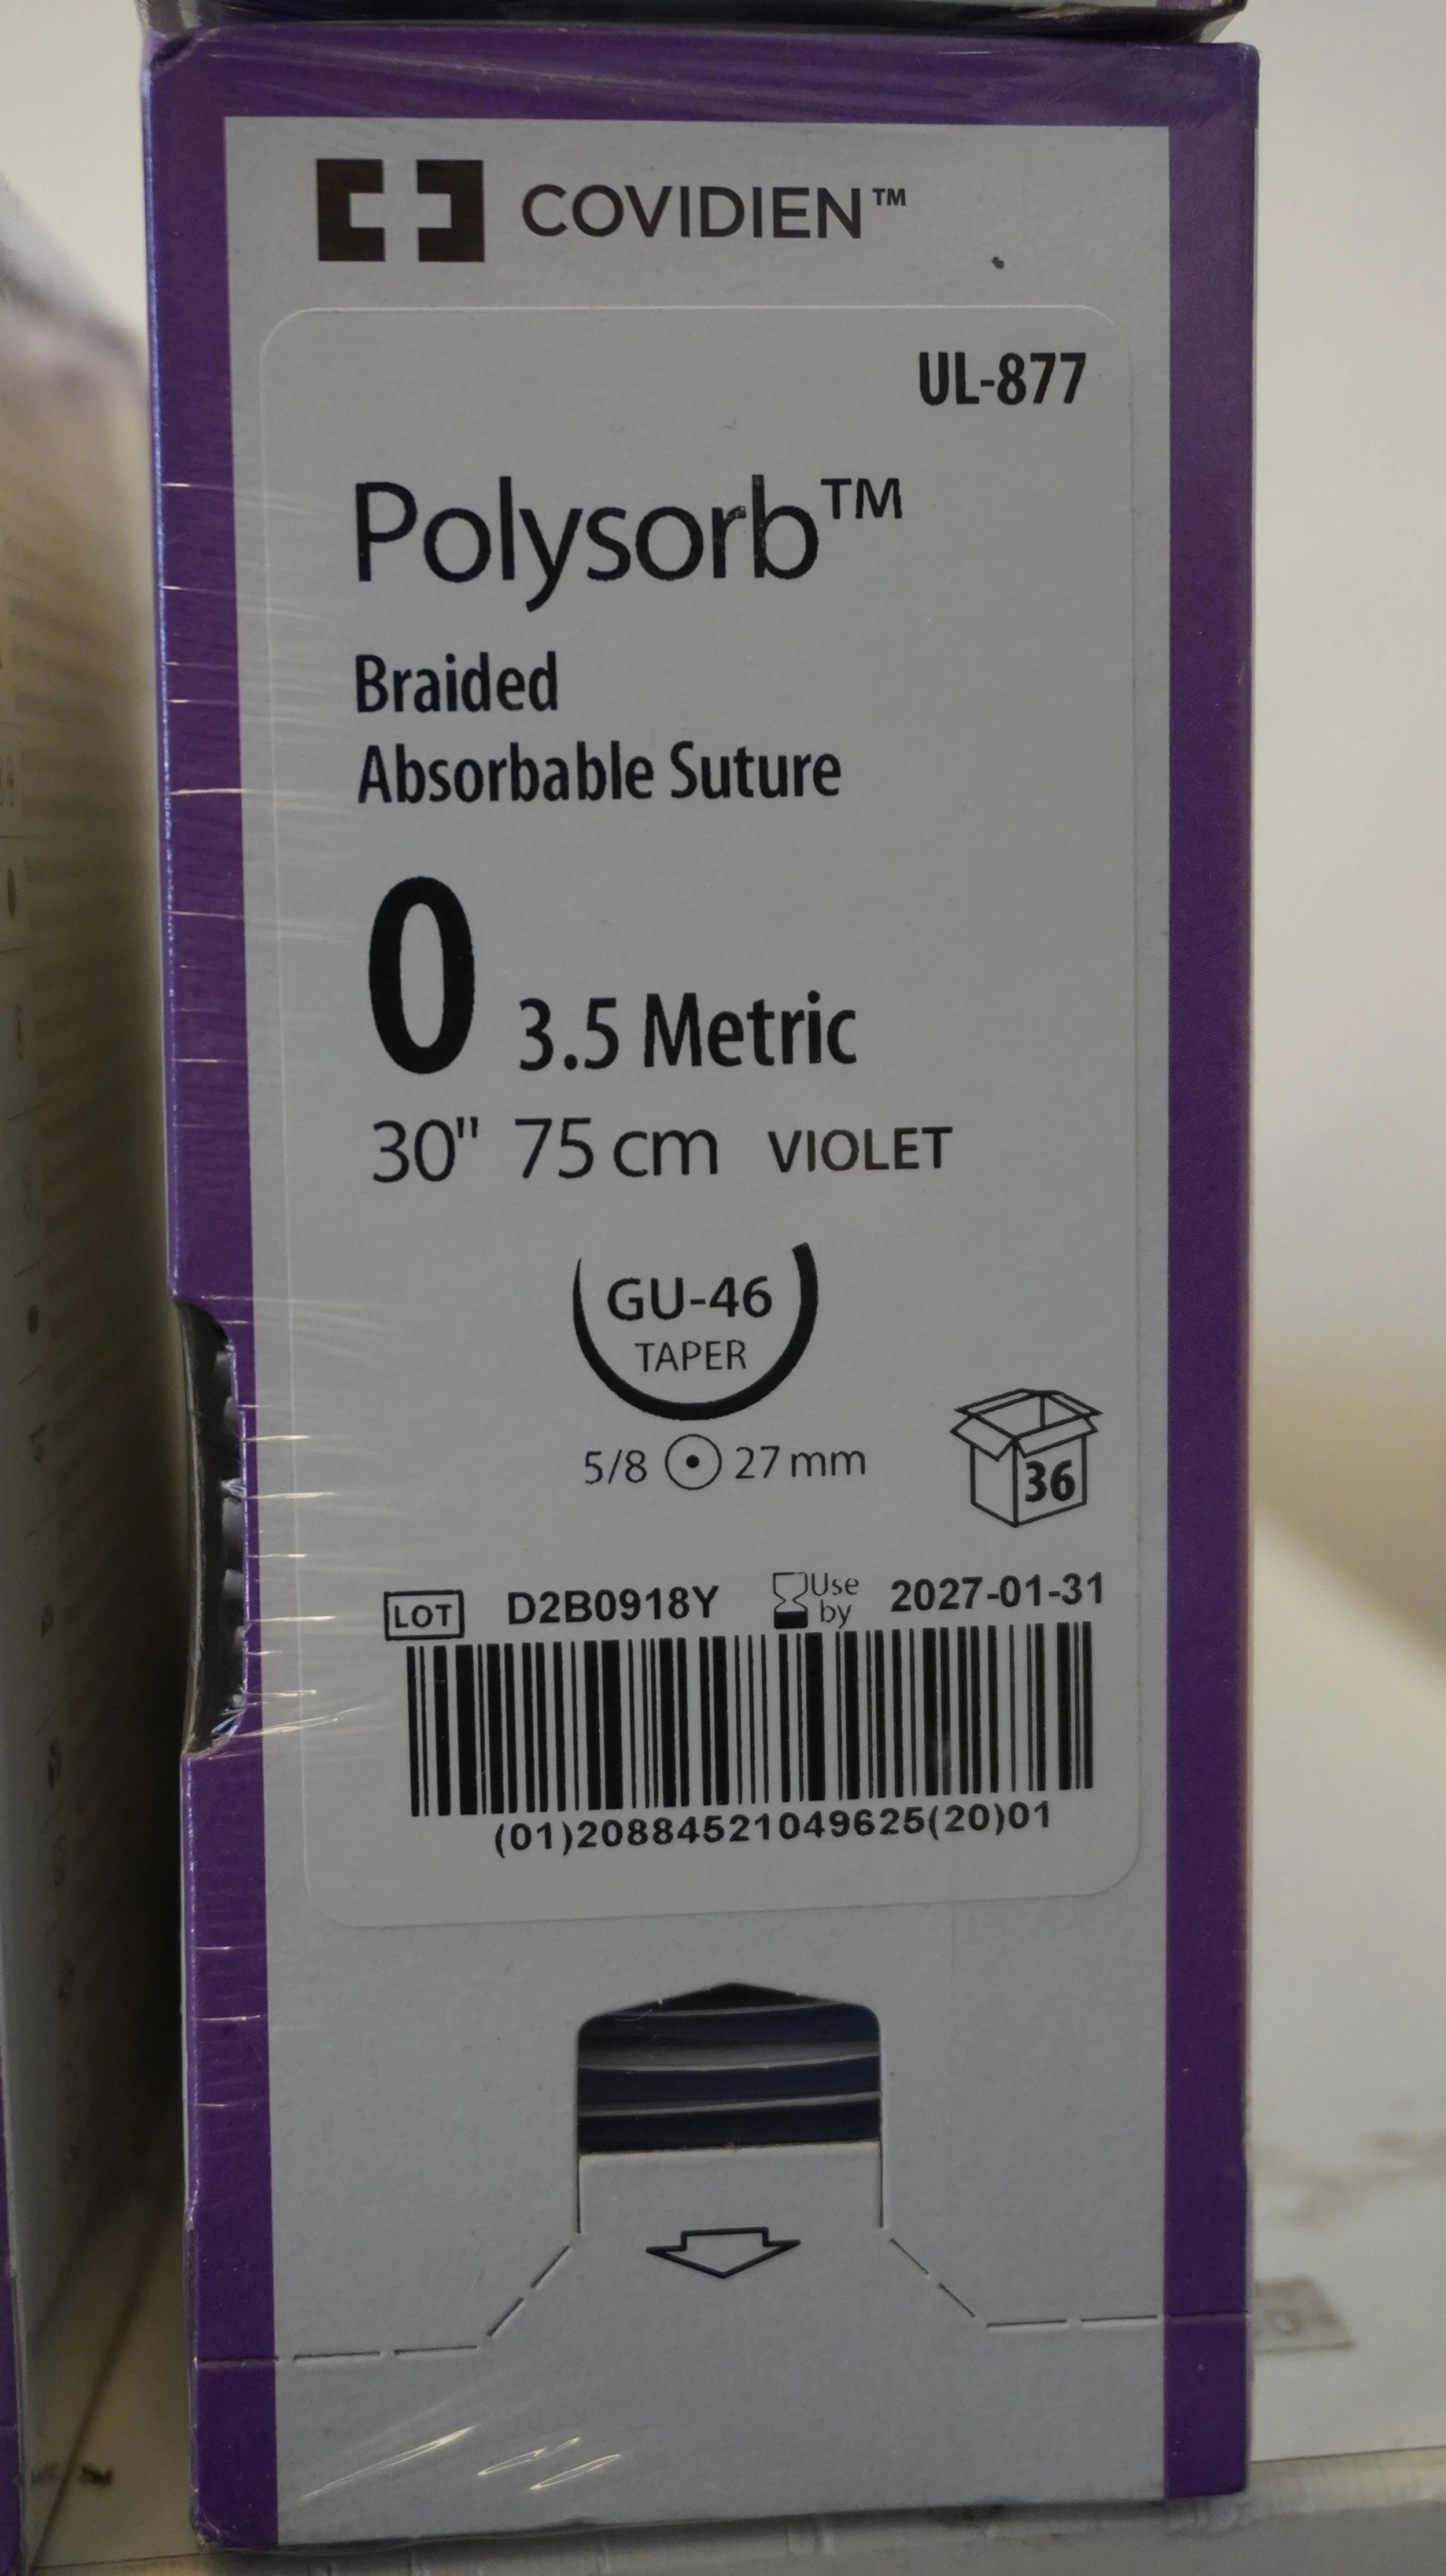 COVIDIEN™
UL-877
Polysorb™
Braided
Absorbable Suture
0 3.5 Metric
30" 75 cm VIOLET
GU-46
TAPER
5/8 27 mm
36
LOT D2B0918Y Use by 2027-01-31
(01)20884521049625(20)01